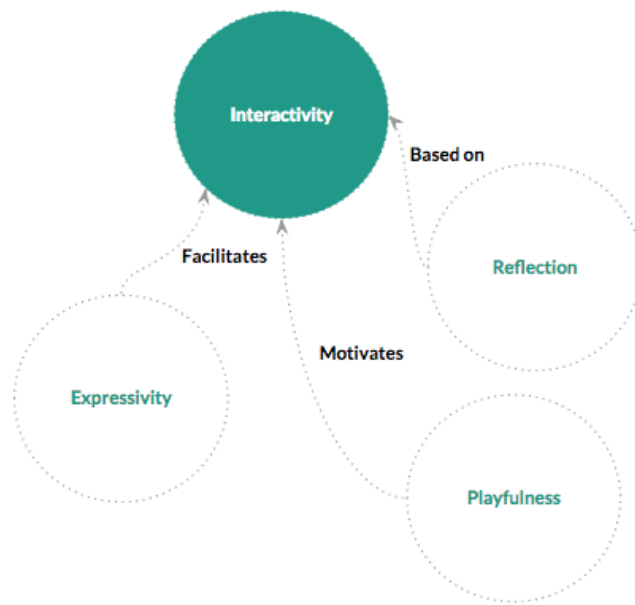 Interactivity
Based on
Facilitates
Reflection
Motivates
Expressivity
Playfulness